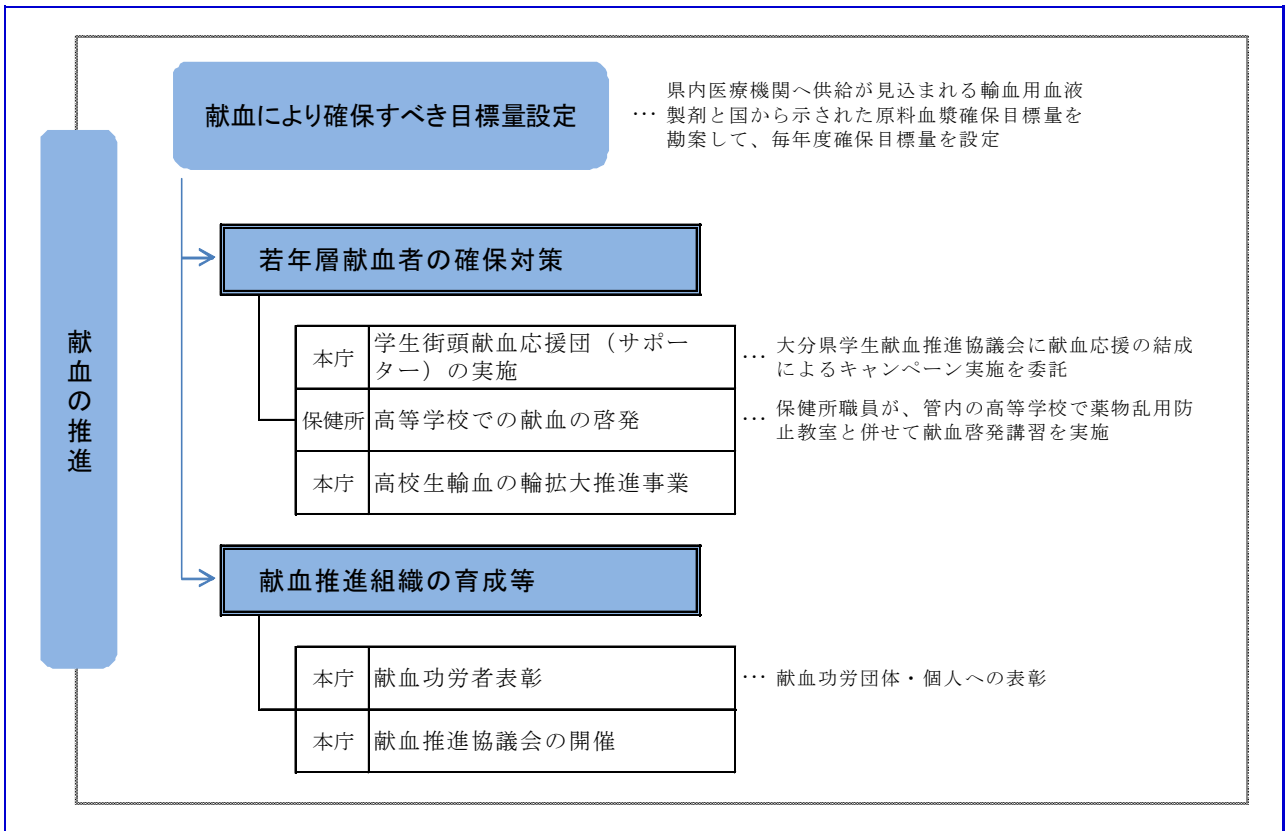 献血の推進
献血により確保すべき目標量設定
県内医療機関へ供給が見込まれる輸血用血液
… 製剤と国から示された原料血漿確保目標量を
勘案して、毎年度確保目標量を設定
若年層献血者の確保対策
本庁 学生街頭献血応援団（サポー
ター）の実施
… 大分県学生献血推進協議会に献血応援の結成
によるキャンペーン実施を委託
保健所 高等学校での献血の啓発
… 保健所職員が、管内の高等学校で薬物乱用防
止教室と併せて献血啓発講習を実施
本庁 高校生輸血の輪拡大推進事業
献血推進組織の育成等
本庁 献血功労者表彰
… 献血功労団体・個人への表彰
本庁 献血推進協議会の開催